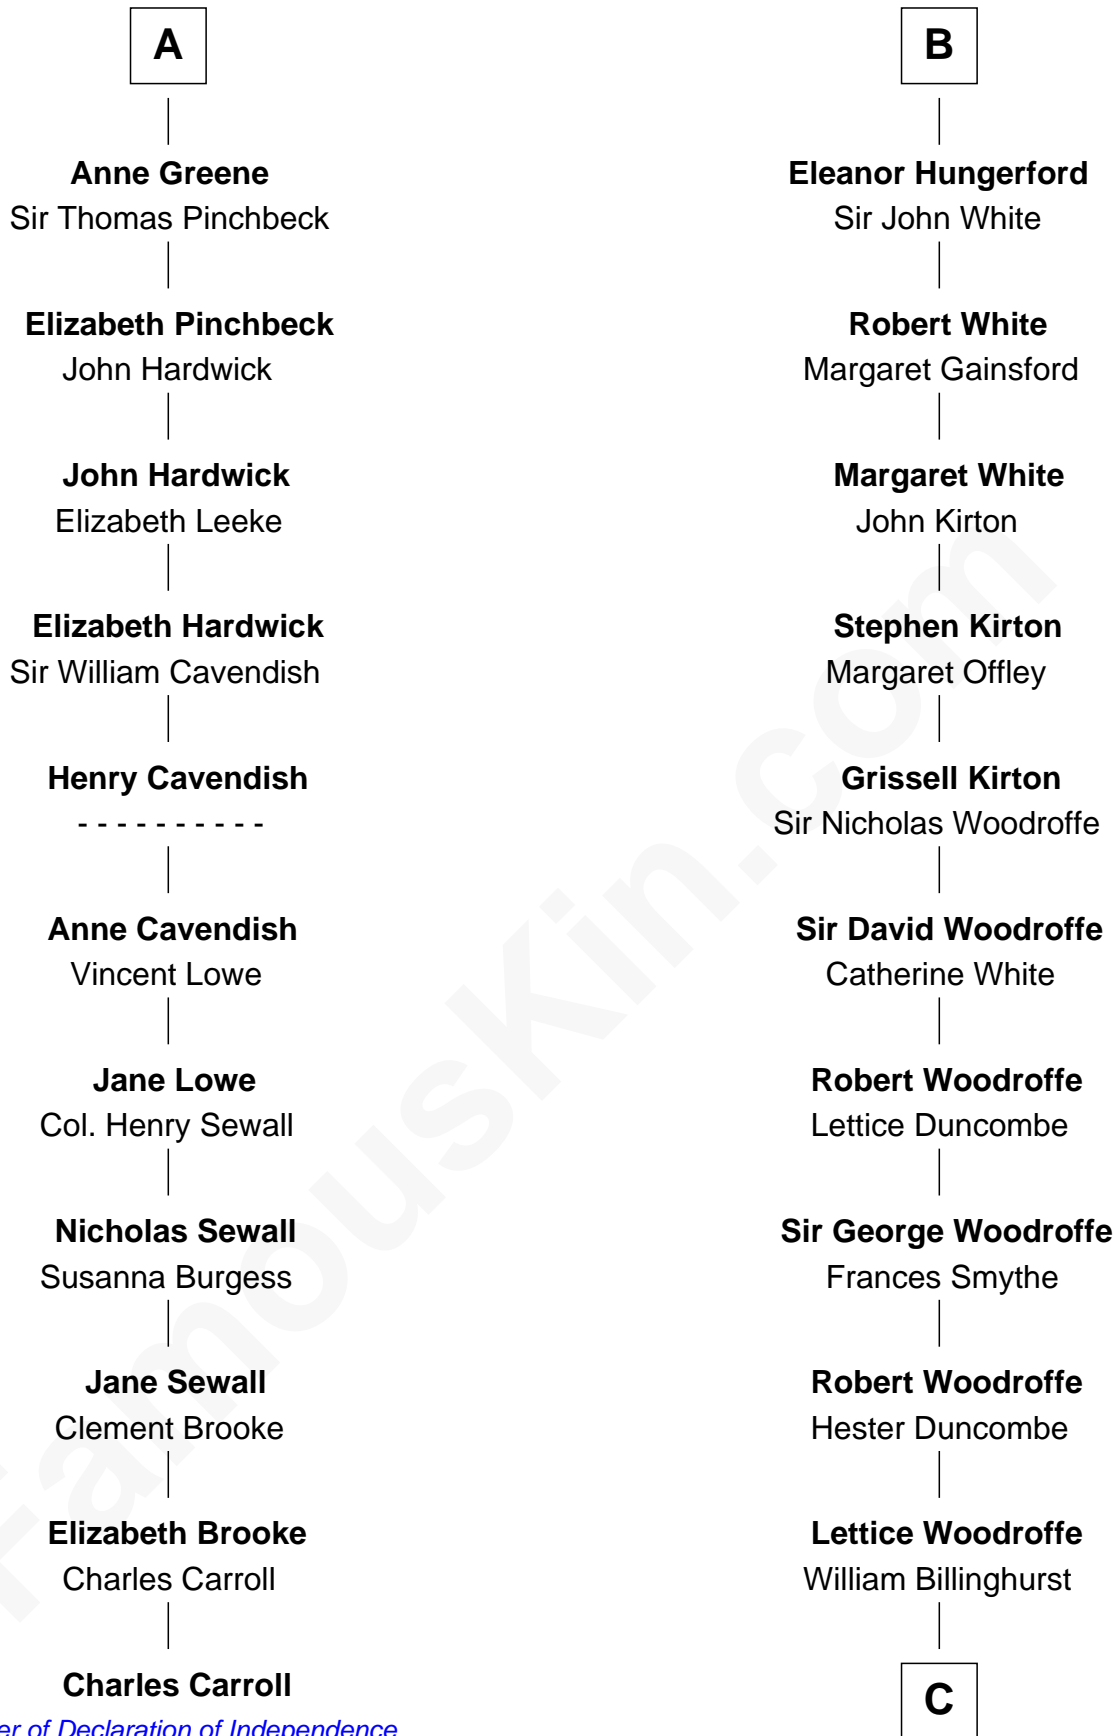 A
Anne Greene
Sir Thomas Pinchbeck
Elizabeth Pinchbeck
John Hardwick
John Hardwick
Elizabeth Leeke
Elizabeth Hardwick
Sir William Cavendish
Henry Cavendish
- - - - - - - - - -
Anne Cavendish
Vincent Lowe
Jane Lowe
Col. Henry Sewall
Nicholas Sewall
Susanna Burgess
Jane Sewall
Clement Brooke
Elizabeth Brooke
Charles Carroll
Charles Carroll
of Declaration of Independence
B
Eleanor Hungerford
Sir John White
Robert White
Margaret Gainsford
Margaret White
John Kirton
Stephen Kirton
Margaret Offley
Grissell Kirton
Sir Nicholas Woodroffe
Sir David Woodroffe
Catherine White
Robert Woodroffe
Lettice Duncombe
Sir George Woodroffe
Frances Smythe
Robert Woodroffe
Hester Duncombe
Lettice Woodroffe
William Billinghurst
C
FamousKin.com